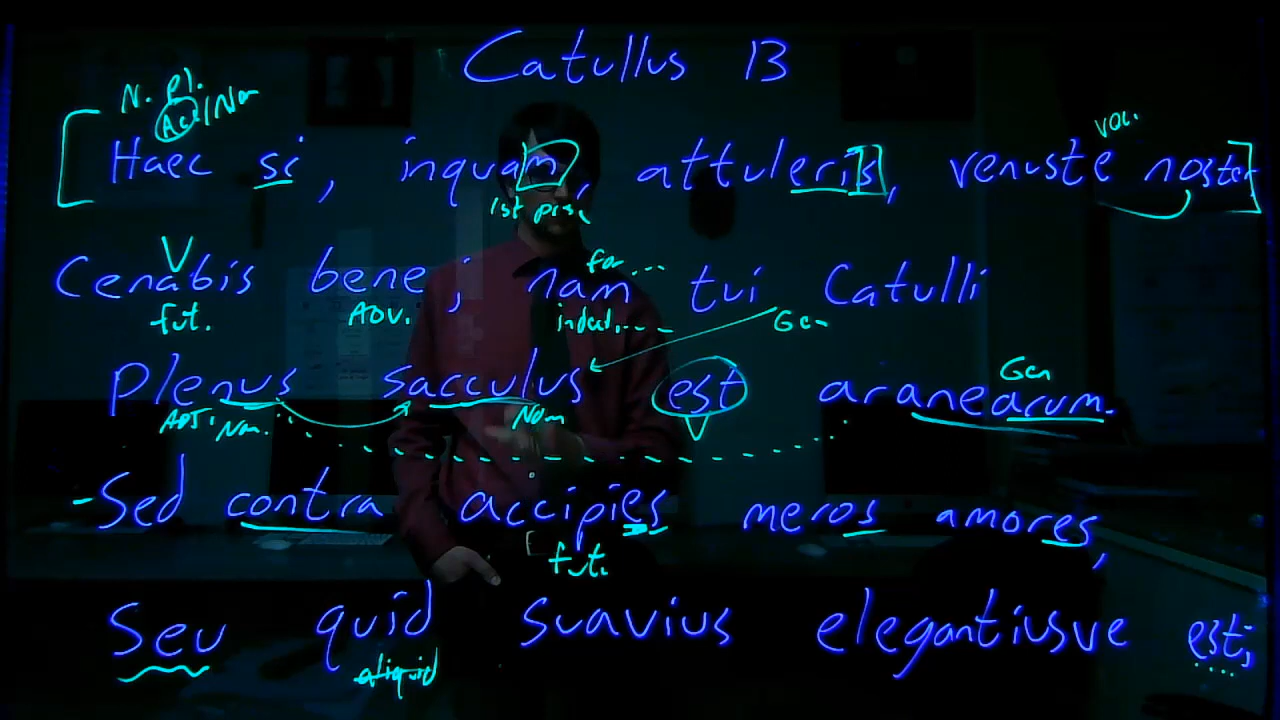 Catullus 13
N. pl.
Acc/Nom
voc.
Haec si, inquam, attuleris, venuste noster
1st pers
V
for...
Cenabis bene; nam tui Catulli
fut.
ADV.
Gen
Gen
plenus sacculus est aranearum.
ADJ. Nom.
Nom
V
-Sed contra accipies meros amores,
fut.
Seu quid suavius elegantiusve est;
aliquid